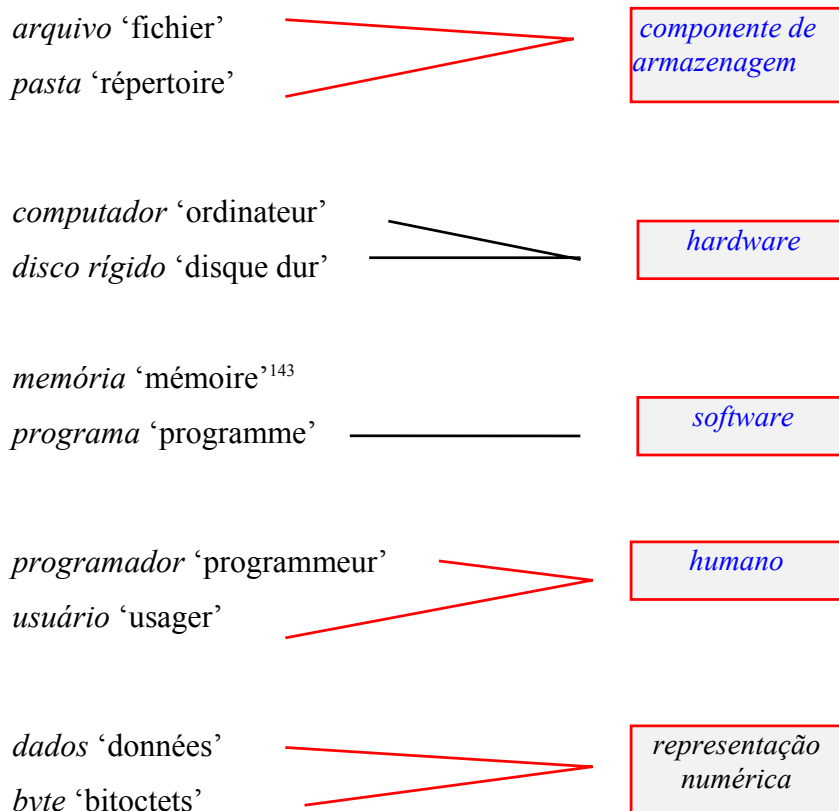 arquivo ‘fichier’
pasta ‘répertoire’
componente de
armazenagem
computador ‘ordinateur’
disco rígido ‘disque dur’
hardware
memória ‘mémoire’143
programa ‘programme’
software
programador ‘programmeur’
usuário ‘usager’
humano
dados ‘données’
byte ‘bitoctets’
representação
numérica